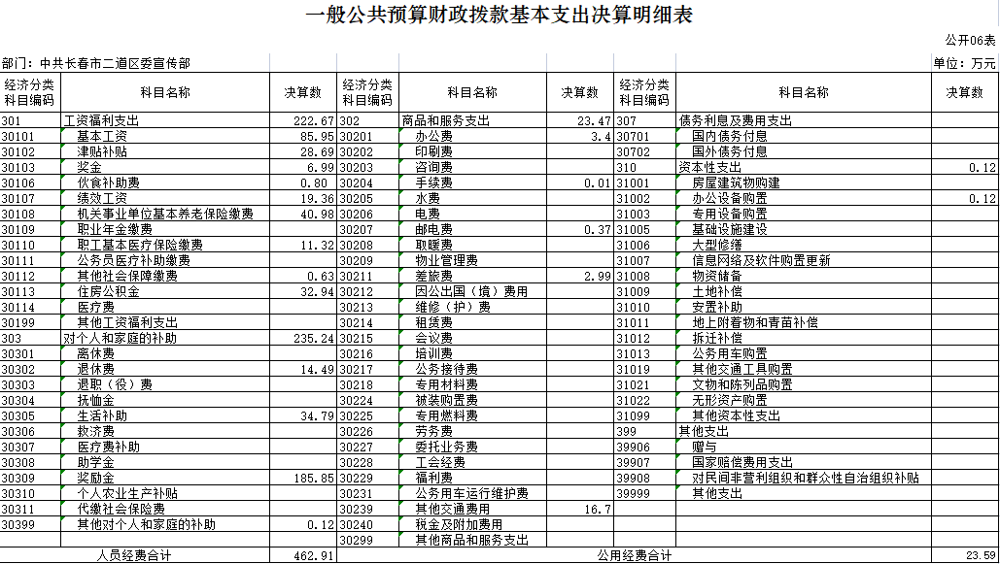 一般公共预算财政拨款基本支出决算明细表
公开06表
部门：中共长春市二道区委宣传部 单位：万元
经济分类科目编码 科目名称 决算数 经济分类科目编码 科目名称 决算数 经济分类科目编码 科目名称 决算数
301 工资福利支出 222.67 302 商品和服务支出 23.47 307 债务利息及费用支出
30101 基本工资 85.95 30201 办公费 3.4 30701 国内债务付息
30102 津贴补贴 28.69 30202 印刷费 30702 国外债务付息
30103 奖金 6.99 30203 咨询费 310 资本性支出 0.12
30106 伙食补助费 0.80 30204 手续费 0.01 31001 房屋建筑物购建
30107 绩效工资 19.36 30205 水费 31002 办公设备购置 0.12
30108 机关事业单位基本养老保险缴费 40.98 30206 电费 31003 专用设备购置
30109 职业年金缴费 30207 邮电费 0.37 31005 基础设施建设
30110 职工基本医疗保险缴费 11.32 30208 取暖费 31006 大型修缮
30111 公务员医疗补助缴费 30209 物业管理费 31007 信息网络及软件购置更新
30112 其他社会保障缴费 0.63 30211 差旅费 2.99 31008 物资储备
30113 住房公积金 32.94 30212 因公出国（境）费用 31009 土地补偿
30114 医疗费 30213 维修（护）费 31010 安置补助
30199 其他工资福利支出 30214 租赁费 31011 地上附着物和青苗补偿
303 对个人和家庭的补助 235.24 30215 会议费 31012 拆迁补偿
30301 离休费 30216 培训费 31013 公务用车购置
30302 退休费 14.49 30217 公务接待费 31019 其他交通工具购置
30303 退职（役）费 30218 专用材料费 31021 文物和陈列品购置
30304 抚恤金 30224 被装购置费 31022 无形资产购置
30305 生活补助 34.79 30225 专用燃料费 31099 其他资本性支出
30306 救济费 30226 劳务费 399 其他支出
30307 医疗费补助 30227 委托业务费 39906 赠与
30308 助学金 30228 工会经费 39907 国家赔偿费用支出
30309 奖励金 185.85 30229 福利费 39908 对民间非营利组织和群众性自治组织补贴
30310 个人农业生产补贴 30231 公务用车运行维护费 39999 其他支出
30311 代缴社会保险费 30239 其他交通费用 16.7
30399 其他对个人和家庭的补助 0.12 30240 税金及附加费用
30299 其他商品和服务支出
人员经费合计 462.91 公用经费合计 23.59